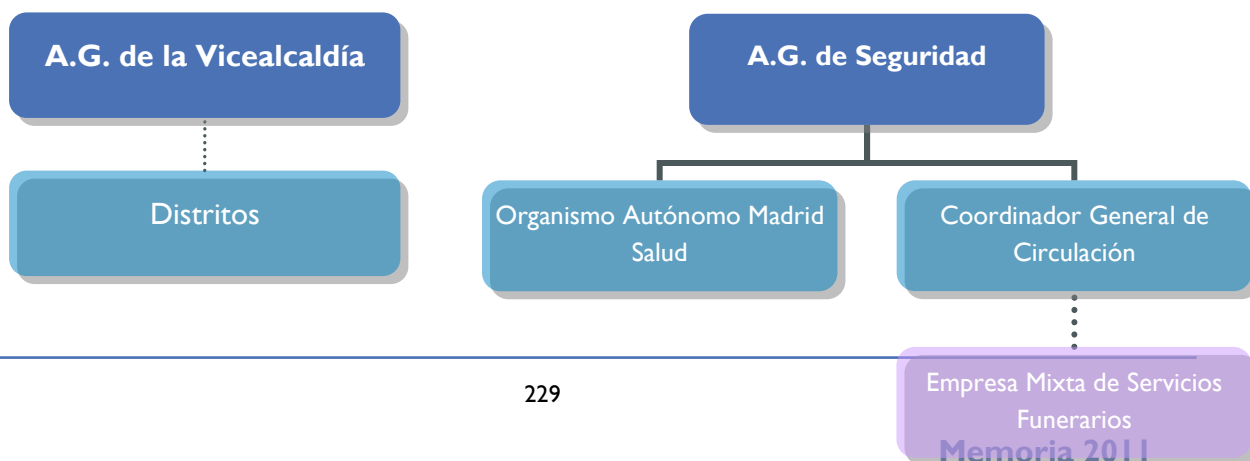 A.G. de la Vicealcaldía
Distritos
A.G. de Seguridad
Organismo Autónomo Madrid
Salud
Coordinador General de
Circulación
Empresa Mixta de Servicios
Funerarios
229
Memoria 2011